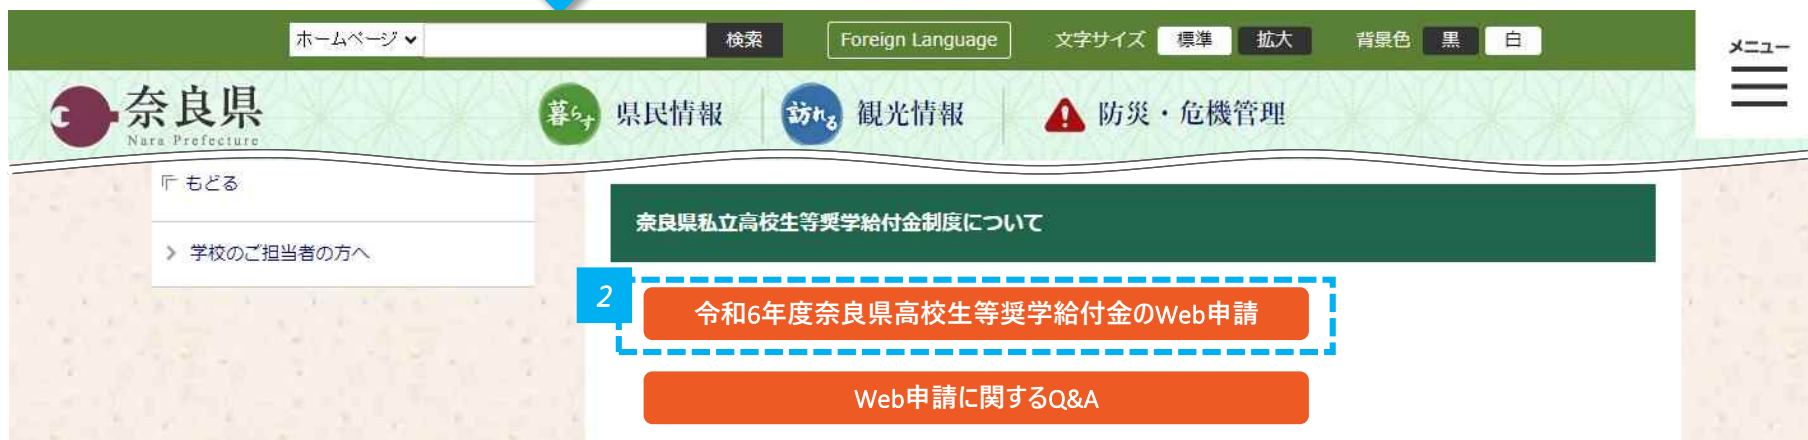 ホームページ 検索 Foreign Language 文字サイズ 標準 拡大 背景色 黒 白
メニュー
奈良県
Nara Prefecture
暮らす 県民情報 訪れる 観光情報 防災・危機管理
もどる
奈良県私立高校生等奨学給付金制度について
学校のご担当者の方へ
2
令和6年度奈良県高校生等奨学給付金のWeb申請
Web申請に関するQ&A